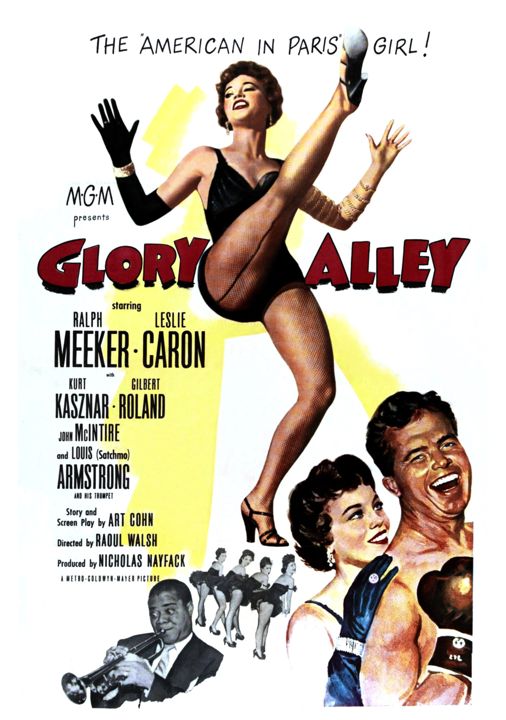 THE "AMERICAN IN PARIS" GIRL!
M-G-M
presents
GLORY ALLEY
starring
RALPH LESLIE
MEEKER · CARON
with
KURT GILBERT
KASZNAR · ROLAND
JOHN McINTIRE
and LOUIS (Satchmo)
ARMSTRONG
AND HIS TRUMPET
Story and
Screen Play by ART COHN
Directed by RAOUL WALSH
Produced by NICHOLAS NAYFACK
A METRO-GOLDWYN-MAYER PICTURE